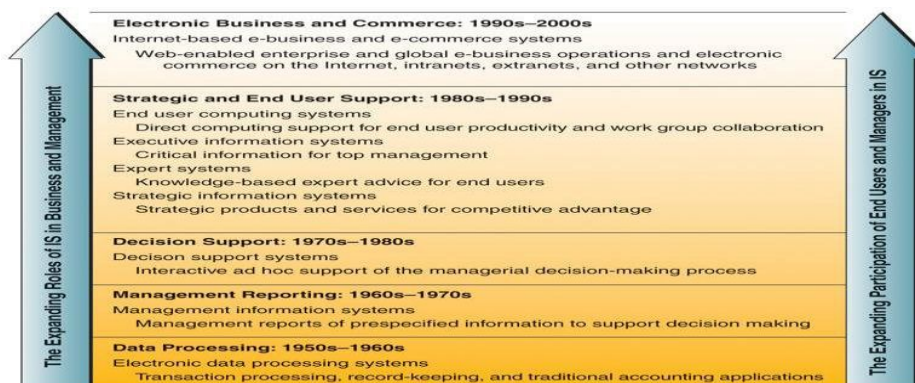 The Expanding Roles of IS in Business and Management
Electronic Business and Commerce: 1990s–2000s
Internet-based e-business and e-commerce systems
Web-enabled enterprise and global e-business operations and electronic
commerce on the Internet, intranets, extranets, and other networks
Strategic and End User Support: 1980s–1990s
End user computing systems
Direct computing support for end user productivity and work group collaboration
Executive information systems
Critical information for top management
Expert systems
Knowledge-based expert advice for end users
Strategic information systems
Strategic products and services for competitive advantage
Decision Support: 1970s–1980s
Decison support systems
Interactive ad hoc support of the managerial decision-making process
Management Reporting: 1960s–1970s
Management information systems
Management reports of prespecified information to support decision making
Data Processing: 1950s–1960s
Electronic data processing systems
Transaction processing, record-keeping, and traditional accounting applications
The Expanding Participation of End Users and Managers in IS